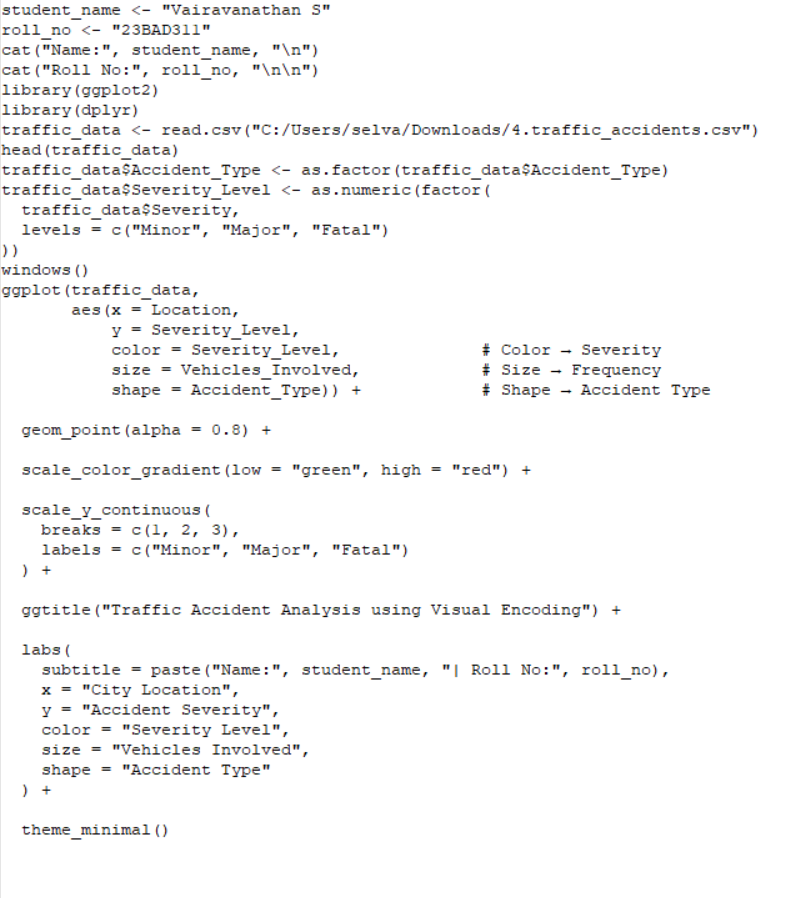 student_name <- "Vairavanathan S"
roll_no <- "23BAD311"
cat("Name:", student_name, "\n")
cat("Roll No:", roll_no, "\n\n")
library(ggplot2)
library(dplyr)
traffic_data <- read.csv("C:/Users/selva/Downloads/4.traffic_accidents.csv")
head(traffic_data)
traffic_data$Accident_Type <- as.factor(traffic_data$Accident_Type)
traffic_data$Severity_Level <- as.numeric(factor(
  traffic_data$Severity,
  levels = c("Minor", "Major", "Fatal")
))
windows()
ggplot(traffic_data,
       aes(x = Location,
           y = Severity_Level,
           color = Severity_Level,              # Color → Severity
           size = Vehicles_Involved,            # Size → Frequency
           shape = Accident_Type)) +            # Shape → Accident Type
  geom_point(alpha = 0.8) +
  scale_color_gradient(low = "green", high = "red") +
  scale_y_continuous(
    breaks = c(1, 2, 3),
    labels = c("Minor", "Major", "Fatal")
  ) +
  ggtitle("Traffic Accident Analysis using Visual Encoding") +
  labs(
    subtitle = paste("Name:", student_name, "| Roll No:", roll_no),
    x = "City Location",
    y = "Accident Severity",
    color = "Severity Level",
    size = "Vehicles Involved",
    shape = "Accident Type"
  ) +
  theme_minimal()